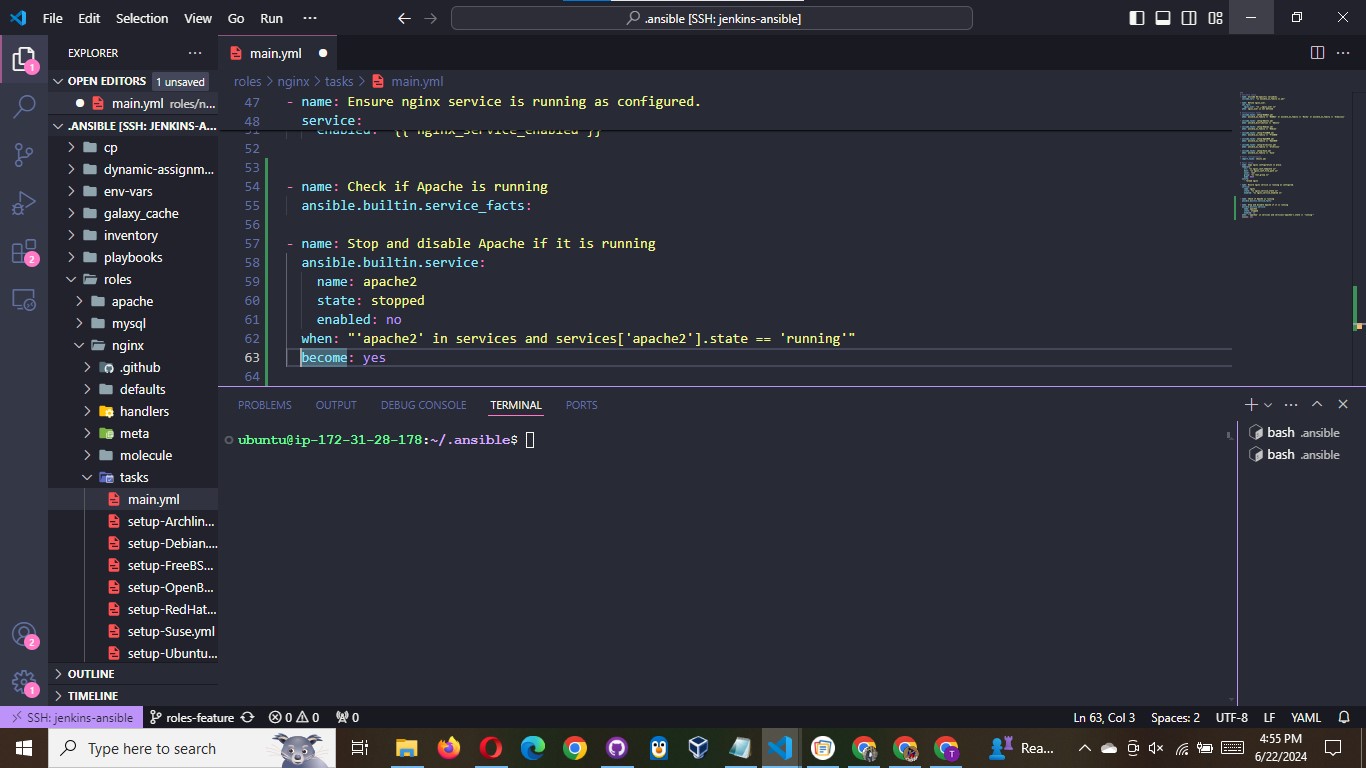 File Edit Selection View Go Run ···
.ansible [SSH: jenkins-ansible]
EXPLORER ···
OPEN EDITORS 1 unsaved
main.yml roles/n...
.ANSIBLE [SSH: JENKINS-A...
cp
dynamic-assignm...
env-vars
galaxy_cache
inventory
playbooks
roles
apache
mysql
nginx
.github
defaults
handlers
meta
molecule
tasks
main.yml
setup-Archlin...
setup-Debian....
setup-FreeBS...
setup-OpenB...
setup-RedHat...
setup-Suse.yml
setup-Ubuntu...
OUTLINE
TIMELINE
1
2
2
1
main.yml
roles > nginx > tasks > main.yml
47 - name: Ensure nginx service is running as configured.
48 service:
51 enabled: "{{ nginx_service_enabled }}"
52
53
54 - name: Check if Apache is running
55 ansible.builtin.service_facts:
56
57 - name: Stop and disable Apache if it is running
58 ansible.builtin.service:
59 name: apache2
60 state: stopped
61 enabled: no
62 when: "'apache2' in services and services['apache2'].state == 'running'"
63 become: yes
64
PROBLEMS OUTPUT DEBUG CONSOLE TERMINAL PORTS
ubuntu@ip-172-31-28-178:~/.ansible$
bash .ansible
bash .ansible
SSH: jenkins-ansible roles-feature 0 0 0 Ln 63, Col 3 Spaces: 2 UTF-8 LF YAML
Type here to search
Rea...
4:55 PM
6/22/2024